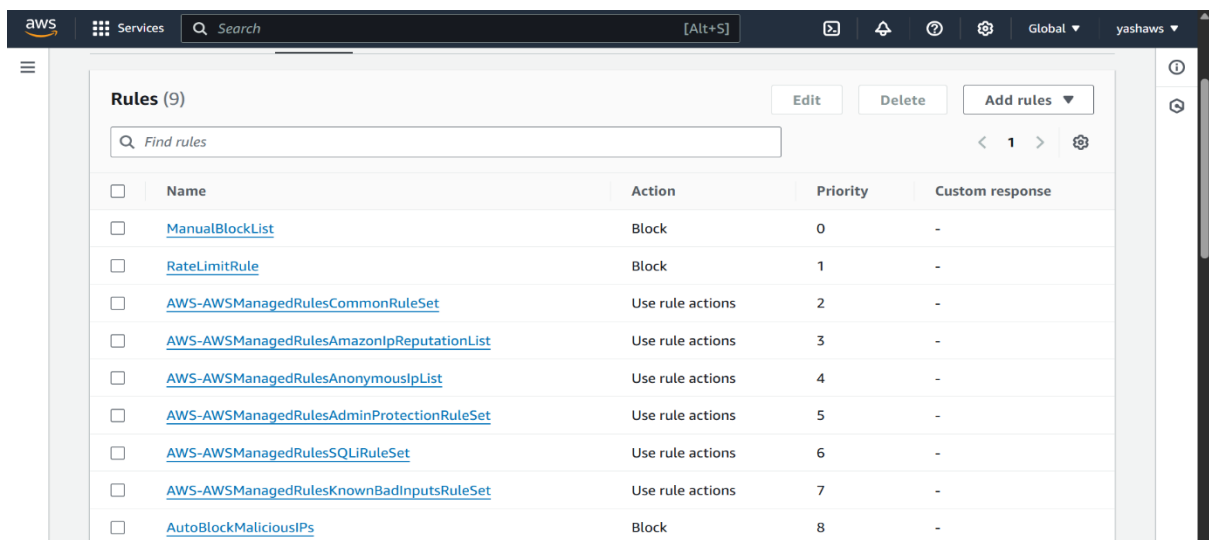 aws Services Search [Alt+S] Global yashaws
Rules (9) Edit Delete Add rules
Find rules 1
Name Action Priority Custom response
ManualBlockList Block 0 -
RateLimitRule Block 1 -
AWS-AWSManagedRulesCommonRuleSet Use rule actions 2 -
AWS-AWSManagedRulesAmazonIpReputationList Use rule actions 3 -
AWS-AWSManagedRulesAnonymousIpList Use rule actions 4 -
AWS-AWSManagedRulesAdminProtectionRuleSet Use rule actions 5 -
AWS-AWSManagedRulesSQLiRuleSet Use rule actions 6 -
AWS-AWSManagedRulesKnownBadInputsRuleSet Use rule actions 7 -
AutoBlockMaliciousIPs Block 8 -